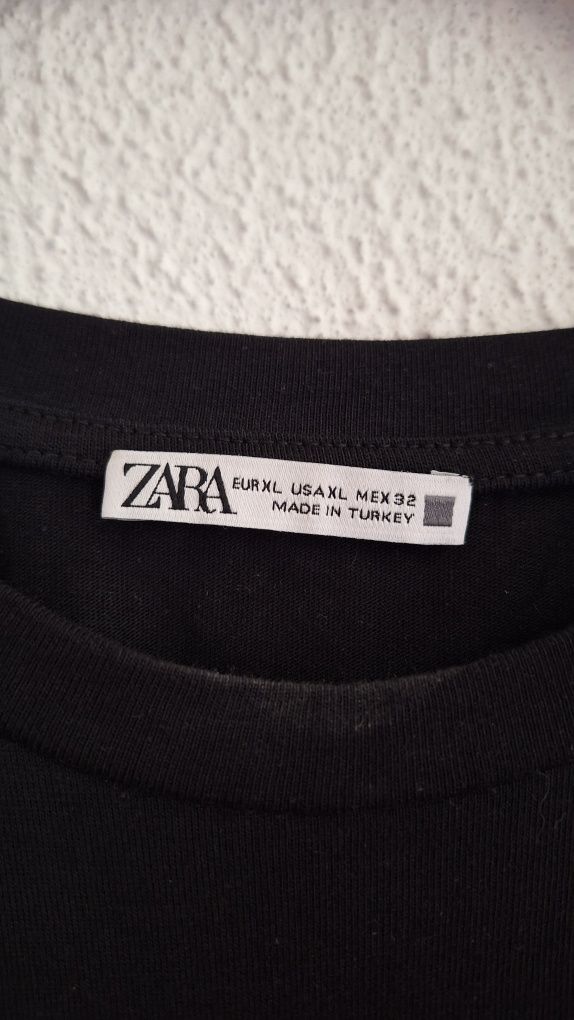 ZARA EUR XL USA XL MEX 32
MADE IN TURKEY